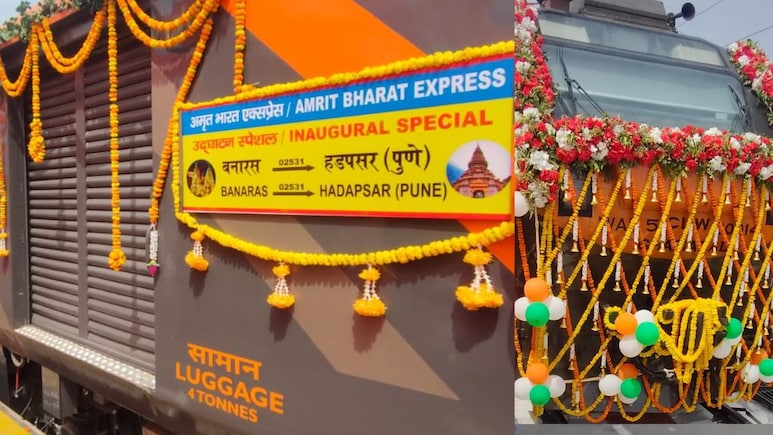 अमृत भारत एक्सप्रेस / AMRIT BHARAT EXPRESS
उद्घाटन स्पेशल / INAUGURAL SPECIAL
बनारस 02531 हडपसर (पुणे)
BANARAS 02531 HADAPSAR (PUNE)
सामान
LUGGAGE
4 TONNES